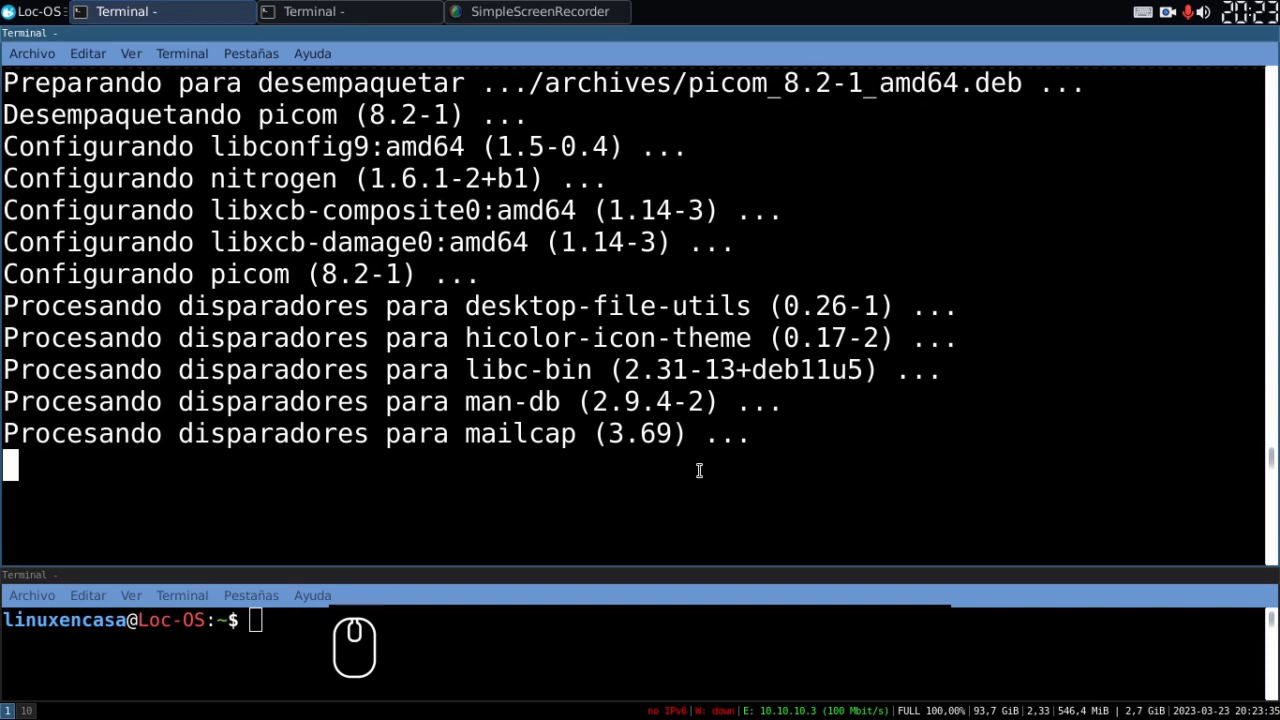 Loc-OS
Terminal -
Terminal -
SimpleScreenRecorder
20:23
Terminal -
Archivo Editar Ver Terminal Pestañas Ayuda
Preparando para desempaquetar .../archives/picom_8.2-1_amd64.deb ...
Desempaquetando picom (8.2-1) ...
Configurando libconfig9:amd64 (1.5-0.4) ...
Configurando nitrogen (1.6.1-2+b1) ...
Configurando libxcb-composite0:amd64 (1.14-3) ...
Configurando libxcb-damage0:amd64 (1.14-3) ...
Configurando picom (8.2-1) ...
Procesando disparadores para desktop-file-utils (0.26-1) ...
Procesando disparadores para hicolor-icon-theme (0.17-2) ...
Procesando disparadores para libc-bin (2.31-13+deb11u5) ...
Procesando disparadores para man-db (2.9.4-2) ...
Procesando disparadores para mailcap (3.69) ...
Terminal -
Archivo Editar Ver Terminal Pestañas Ayuda
linuxencasa@Loc-OS:~$
1 10
no IPv6|W: down|E: 10.10.10.3 (100 Mbit/s)|FULL 100,00%|93,7 GiB|2,33|546,4 MiB | 2,7 GiB|2023-03-23 20:23:35